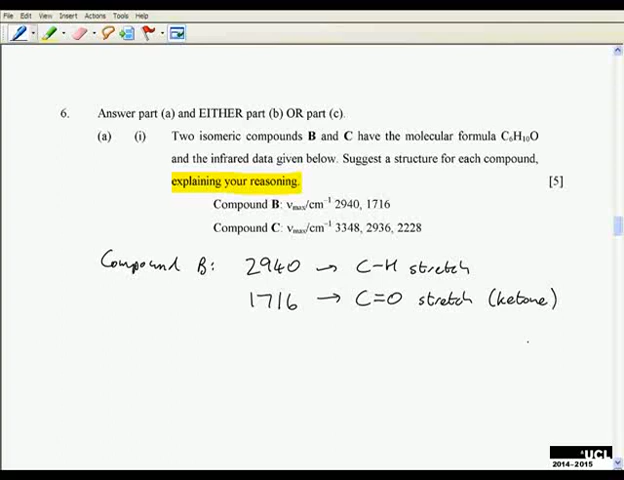 File Edit View Insert Actions Tools Help
6. Answer part (a) and EITHER part (b) OR part (c).
(a) (i) Two isomeric compounds B and C have the molecular formula C₆H₁₀O
and the infrared data given below. Suggest a structure for each compound,
explaining your reasoning. [5]
Compound B: νmax/cm⁻¹ 2940, 1716
Compound C: νmax/cm⁻¹ 3348, 2936, 2228
Compound B: 2940 → C-H stretch
1716 → C=O stretch (ketone)
UCL
2014-2015